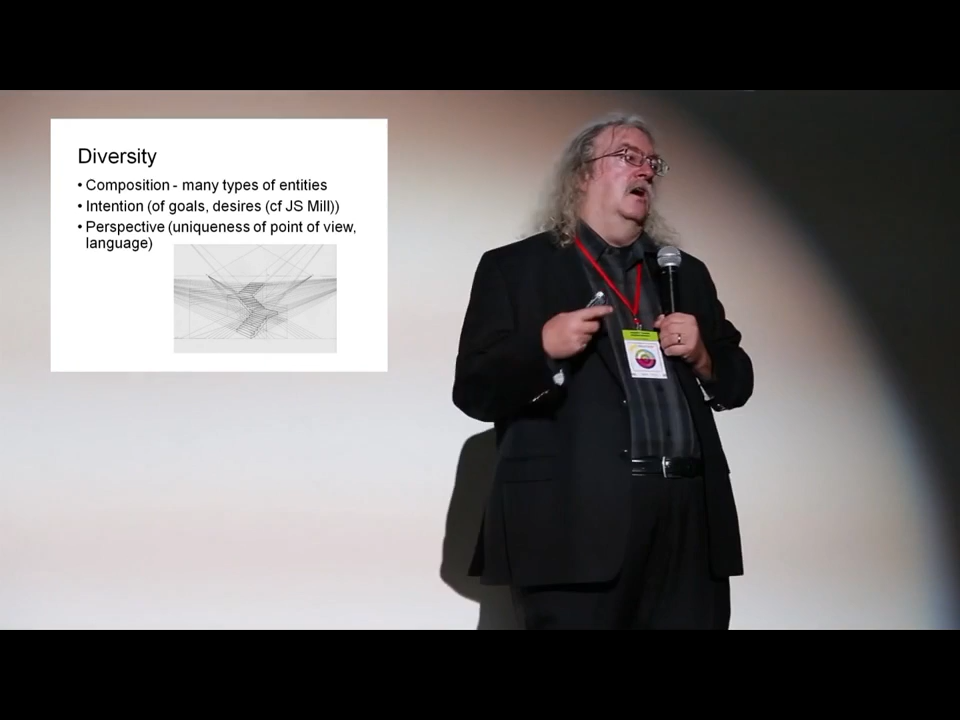 Diversity
• Composition - many types of entities
• Intention (of goals, desires (cf JS Mill))
• Perspective (uniqueness of point of view,
language)